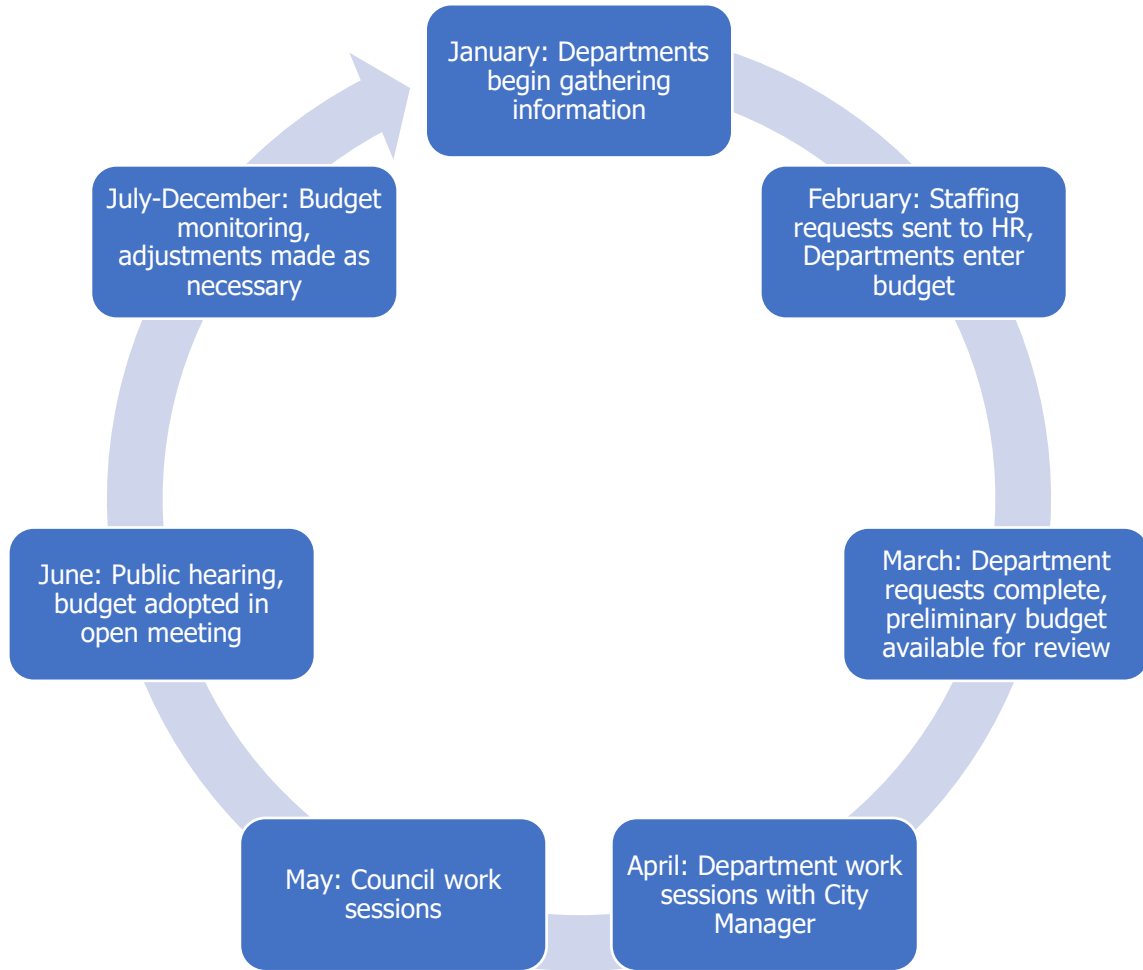 January: Departments
begin gathering
information
February: Staffing
requests sent to HR,
Departments enter
budget
March: Department
requests complete,
preliminary budget
available for review
April: Department work
sessions with City
Manager
May: Council work
sessions
June: Public hearing,
budget adopted in
open meeting
July-December: Budget
monitoring,
adjustments made as
necessary